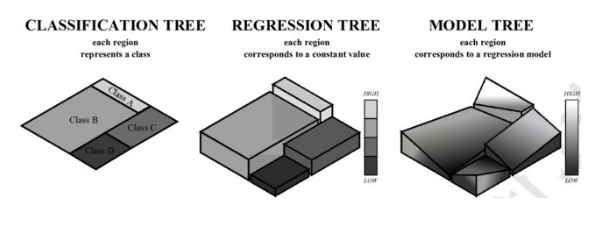 CLASSIFICATION TREE
each region
represents a class
Class A
Class B
Class C
Class D
REGRESSION TREE
each region
corresponds to a constant value
HIGH
LOW
MODEL TREE
each region
corresponds to a regression model
HIGH
LOW